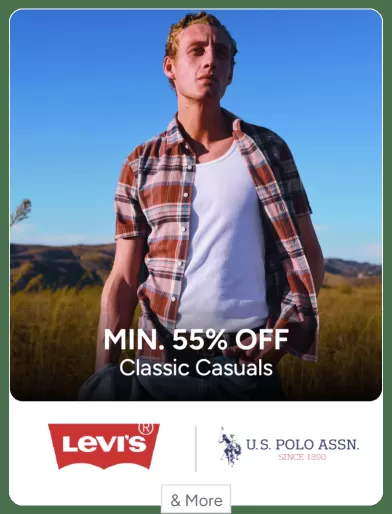 MIN. 55% OFF
Classic Casuals
LEVI'S®
U.S. POLO ASSN.
SINCE 1890
& More